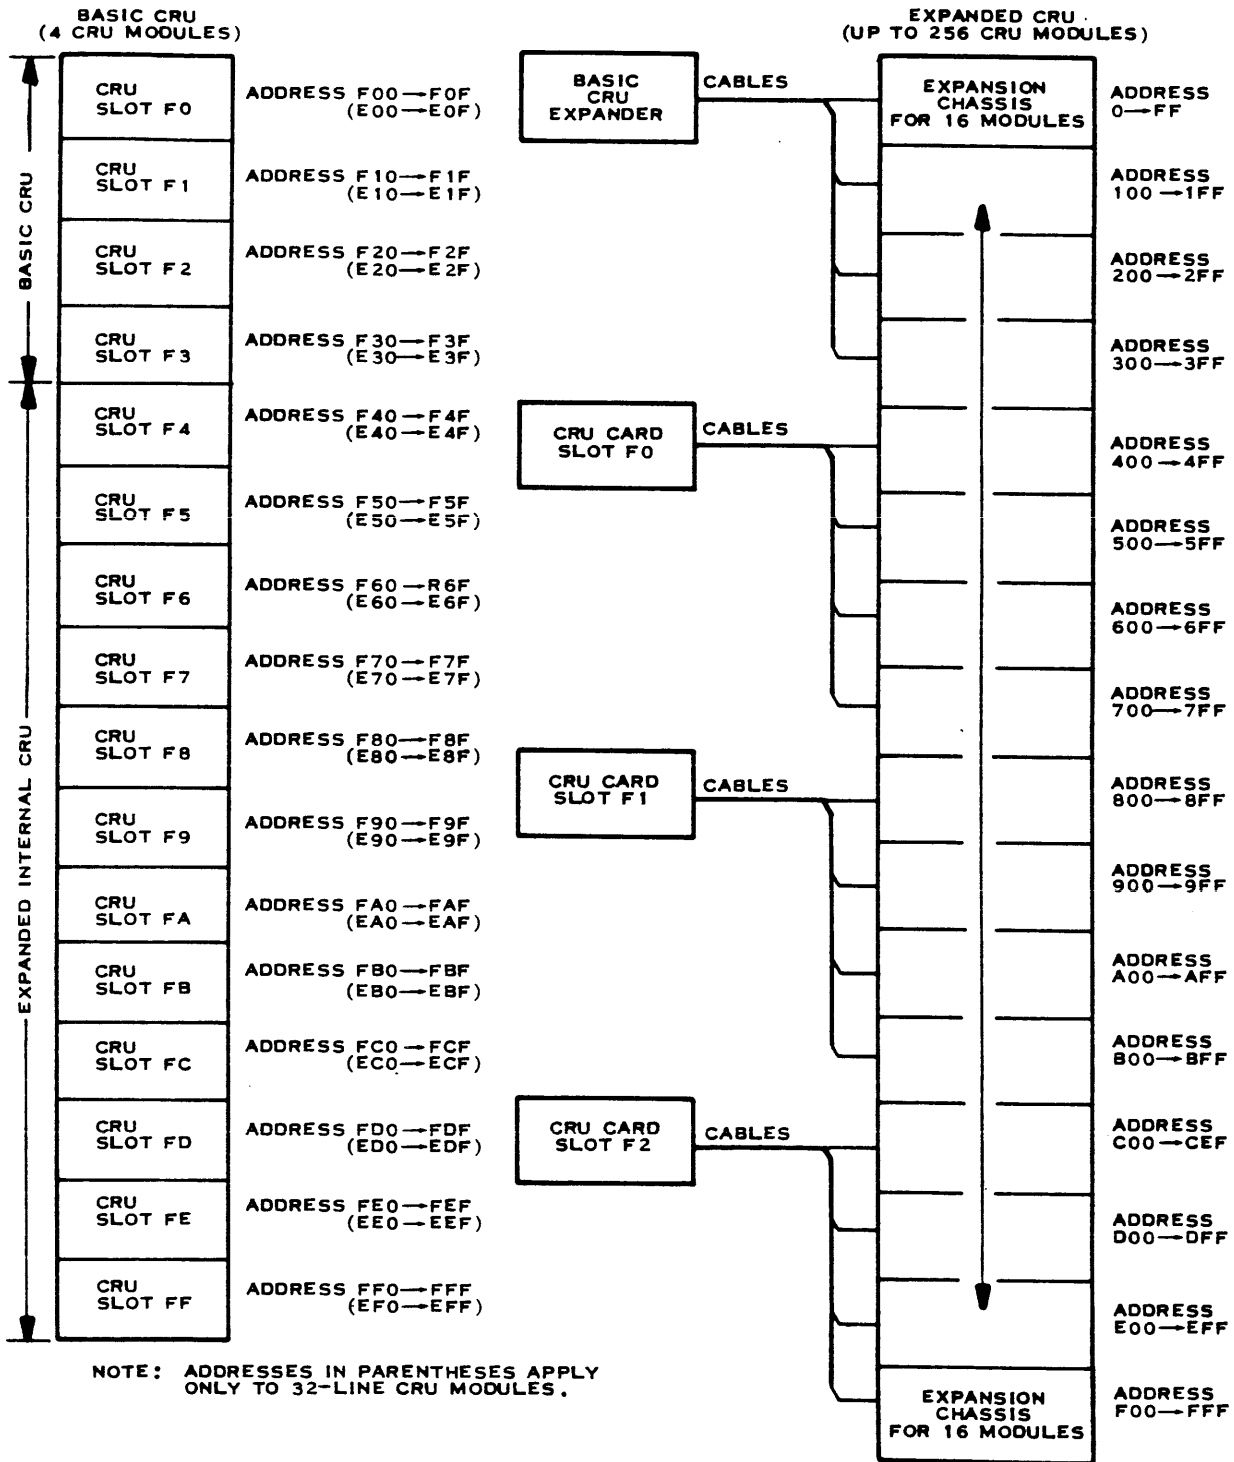 BASIC CRU
(4 CRU MODULES)
BASIC CRU
EXPANDED INTERNAL CRU
CRU
SLOT F0
ADDRESS F00→F0F
(E00→E0F)
CRU
SLOT F1
ADDRESS F10→F1F
(E10→E1F)
CRU
SLOT F2
ADDRESS F20→F2F
(E20→E2F)
CRU
SLOT F3
ADDRESS F30→F3F
(E30→E3F)
CRU
SLOT F4
ADDRESS F40→F4F
(E40→E4F)
CRU
SLOT F5
ADDRESS F50→F5F
(E50→E5F)
CRU
SLOT F6
ADDRESS F60→R6F
(E60→E6F)
CRU
SLOT F7
ADDRESS F70→F7F
(E70→E7F)
CRU
SLOT F8
ADDRESS F80→F8F
(E80→E8F)
CRU
SLOT F9
ADDRESS F90→F9F
(E90→E9F)
CRU
SLOT FA
ADDRESS FA0→FAF
(EA0→EAF)
CRU
SLOT FB
ADDRESS FB0→FBF
(EB0→EBF)
CRU
SLOT FC
ADDRESS FC0→FCF
(EC0→ECF)
CRU
SLOT FD
ADDRESS FD0→FDF
(ED0→EDF)
CRU
SLOT FE
ADDRESS FE0→FEF
(EE0→EEF)
CRU
SLOT FF
ADDRESS FF0→FFF
(EF0→EFF)
NOTE: ADDRESSES IN PARENTHESES APPLY
ONLY TO 32-LINE CRU MODULES.
BASIC
CRU
EXPANDER
CABLES
CRU CARD
SLOT F0
CABLES
CRU CARD
SLOT F1
CABLES
CRU CARD
SLOT F2
CABLES
EXPANDED CRU
(UP TO 256 CRU MODULES)
EXPANSION
CHASSIS
FOR 16 MODULES
ADDRESS
0→FF
ADDRESS
100→1FF
ADDRESS
200→2FF
ADDRESS
300→3FF
ADDRESS
400→4FF
ADDRESS
500→5FF
ADDRESS
600→6FF
ADDRESS
700→7FF
ADDRESS
800→8FF
ADDRESS
900→9FF
ADDRESS
A00→AFF
ADDRESS
B00→BFF
ADDRESS
C00→CEF
ADDRESS
D00→DFF
ADDRESS
E00→EFF
EXPANSION
CHASSIS
FOR 16 MODULES
ADDRESS
F00→FFF